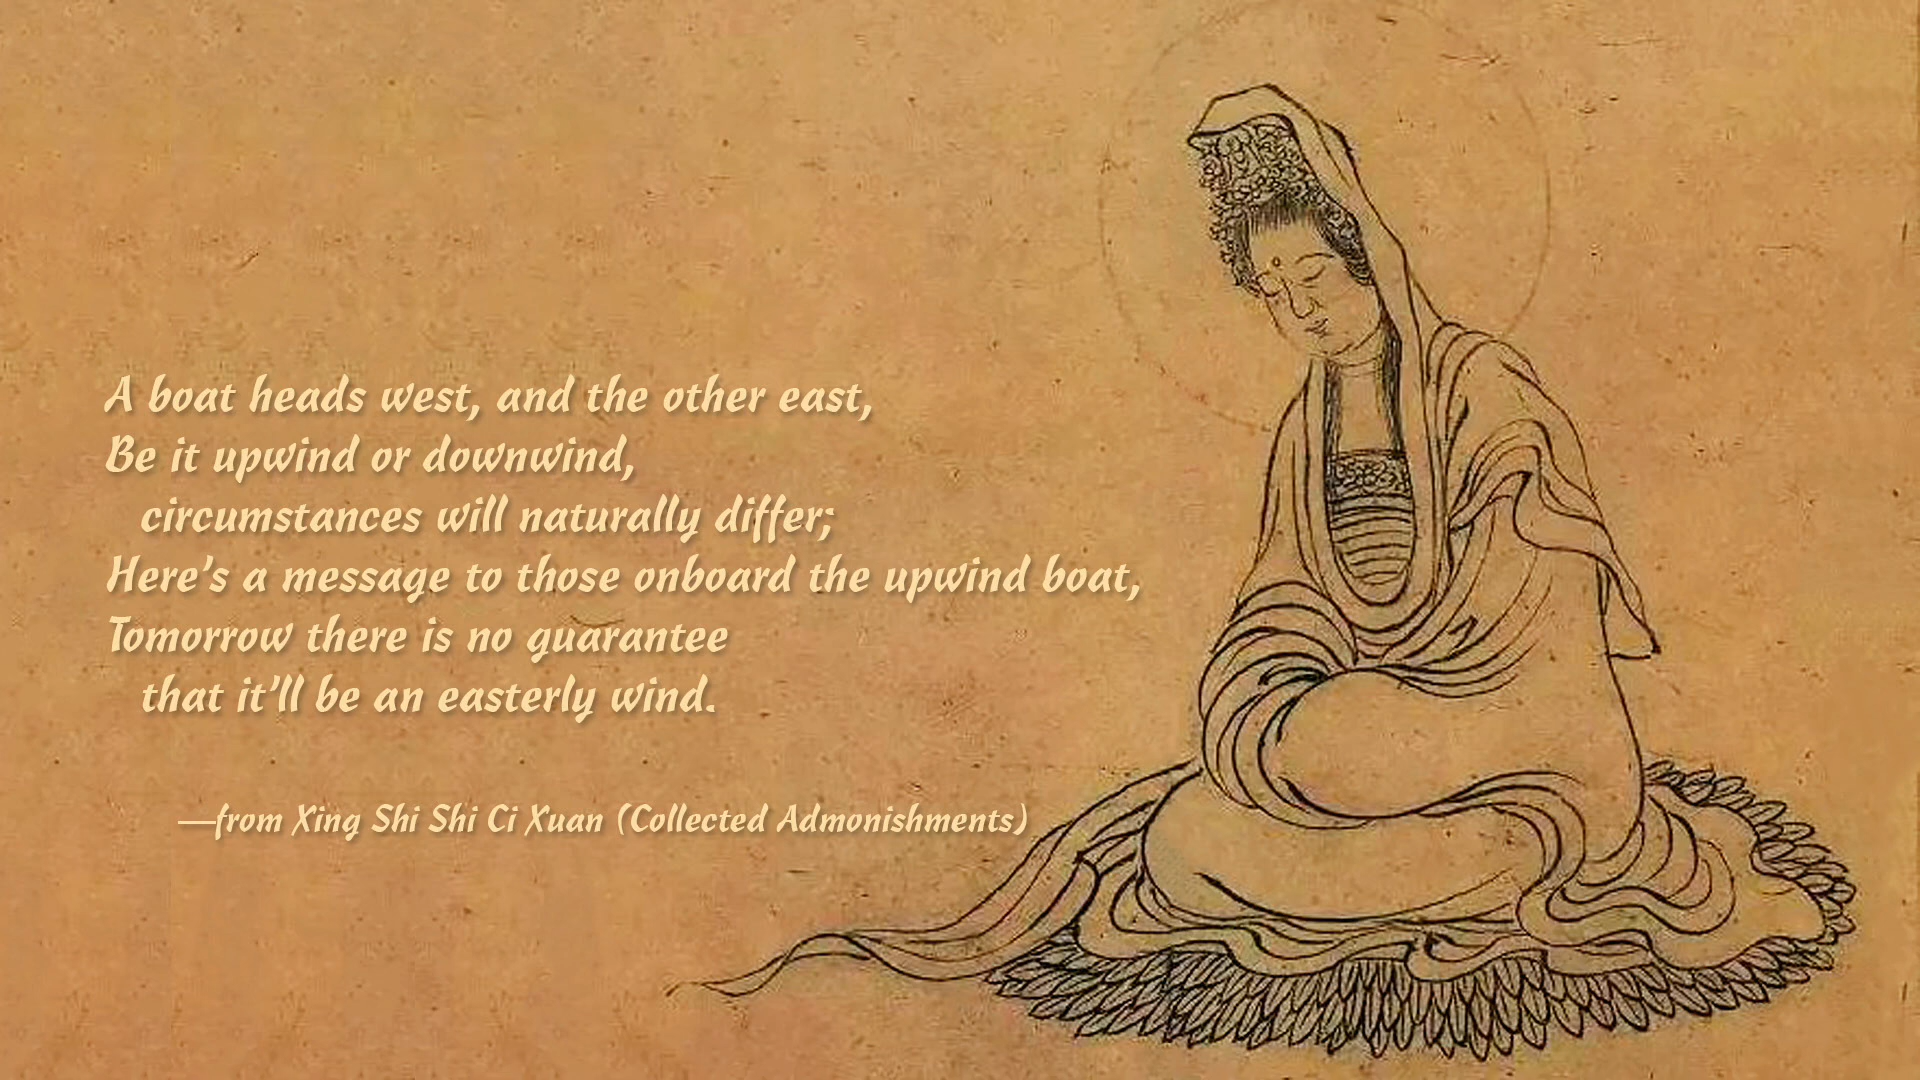 A boat heads west, and the other east,
Be it upwind or downwind,
circumstances will naturally differ;
Here’s a message to those onboard the upwind boat,
Tomorrow there is no guarantee
that it’ll be an easterly wind.
—from Xing Shi Shi Ci Xuan (Collected Admonishments)